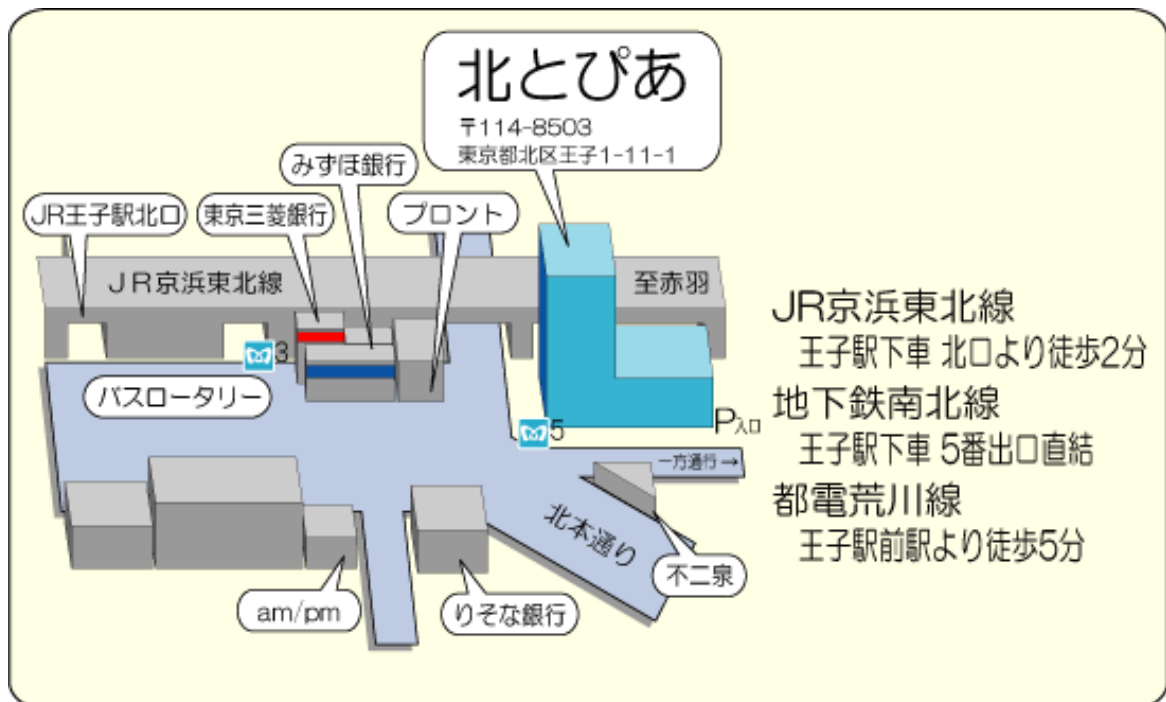 北とぴあ
〒114-8503
東京都北区王子1-11-1
みずほ銀行
JR王子駅北口
東京三菱銀行
プロント
JR京浜東北線
至赤羽
3
バスロータリー
5
P入口
一方通行→
北本通り
不二泉
am/pm
りそな銀行
JR京浜東北線
王子駅下車 北口より徒歩2分
地下鉄南北線
王子駅下車 5番出口直結
都電荒川線
王子駅前駅より徒歩5分